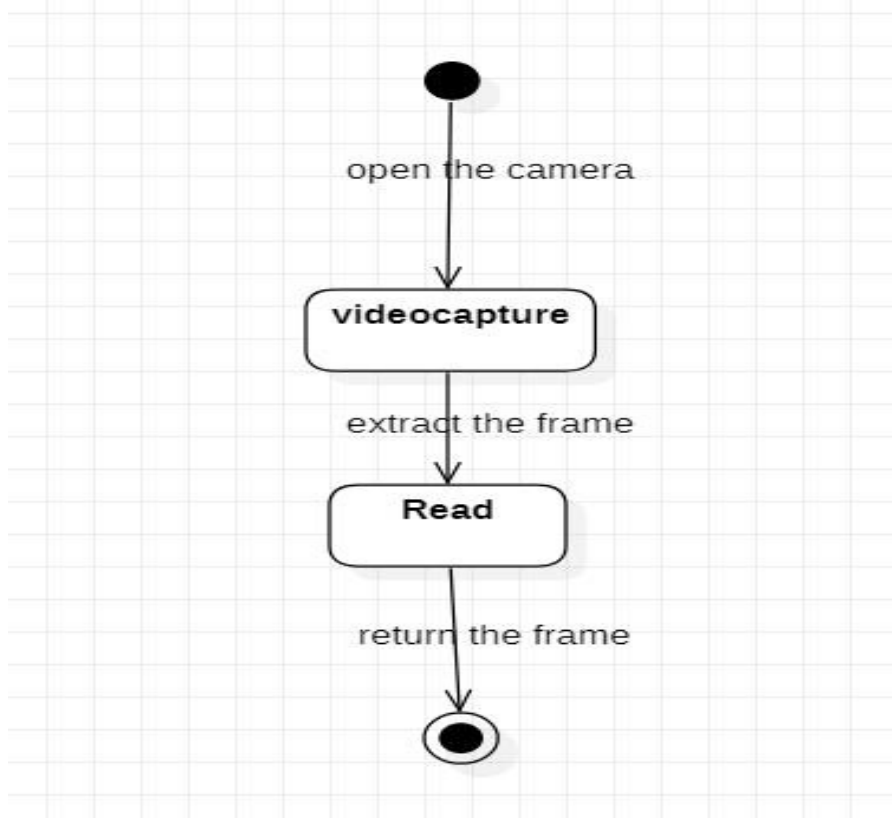 open the camera
videocapture
extract the frame
Read
return the frame